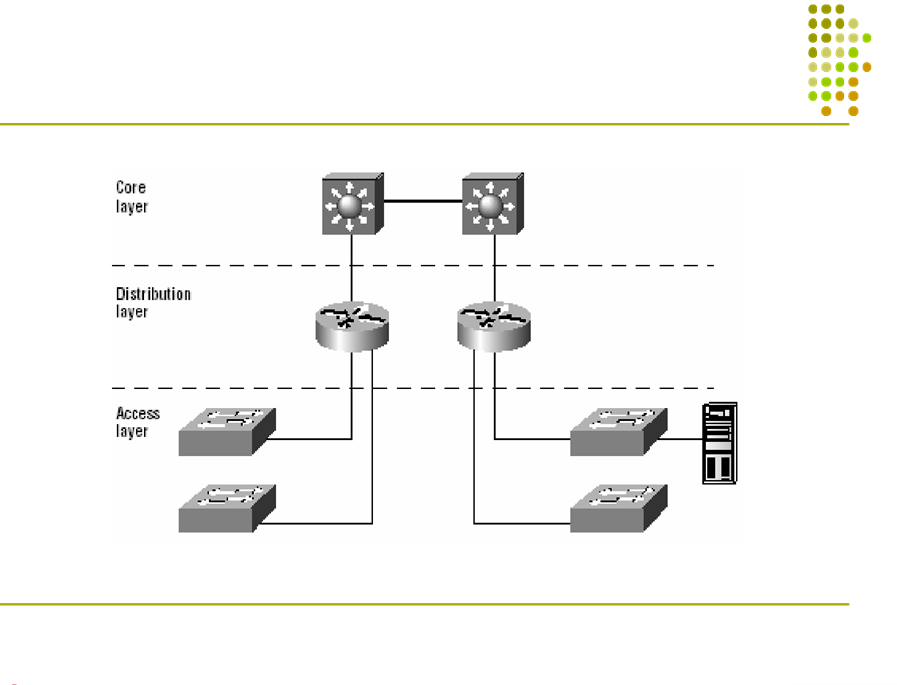 Core
layer
Distribution
layer
Access
layer